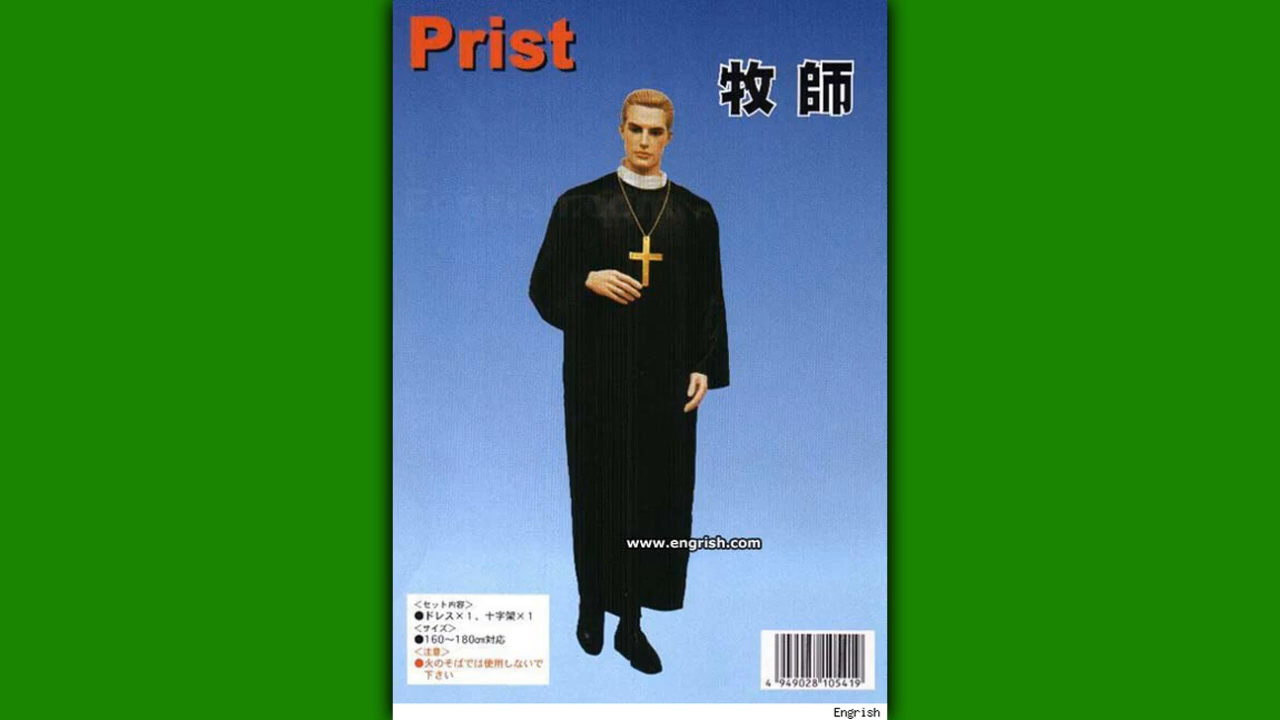 Prist
牧師
www.engrish.com
＜セット内容＞
●ドレス×１、十字架×１
＜サイズ＞
●160～180㎝対応
＜注意＞
●火のそばでは使用しないで
下さい
4 949028 105419
Engrish